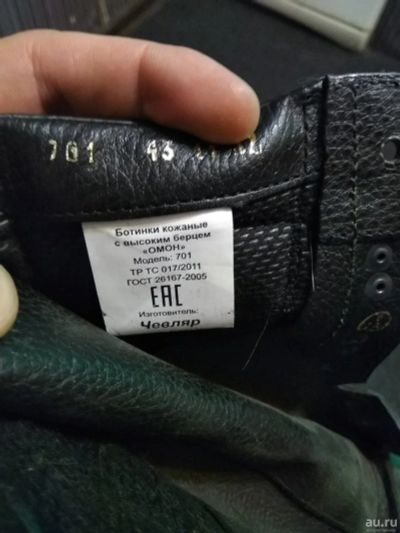 701 43
Ботинки кожаные
с высоким берцем
«ОМОН»
Модель: 701
ТР ТС 017/2011
ГОСТ 26167-2005
EAC
Изготовитель:
Чевляр
au.ru